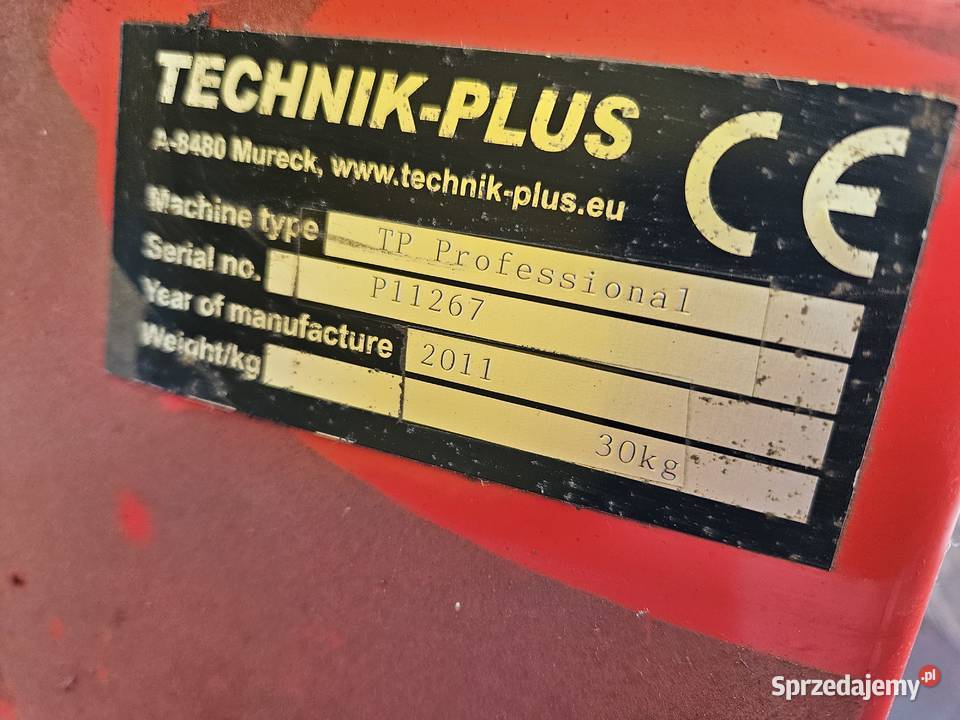 TECHNIK-PLUS
A-8480 Mureck, www.technik-plus.eu
CE
Machine type TP Professional
Serial no. P11267
Year of manufacture 2011
Weight/kg 30kg
Sprzedajemy.pl